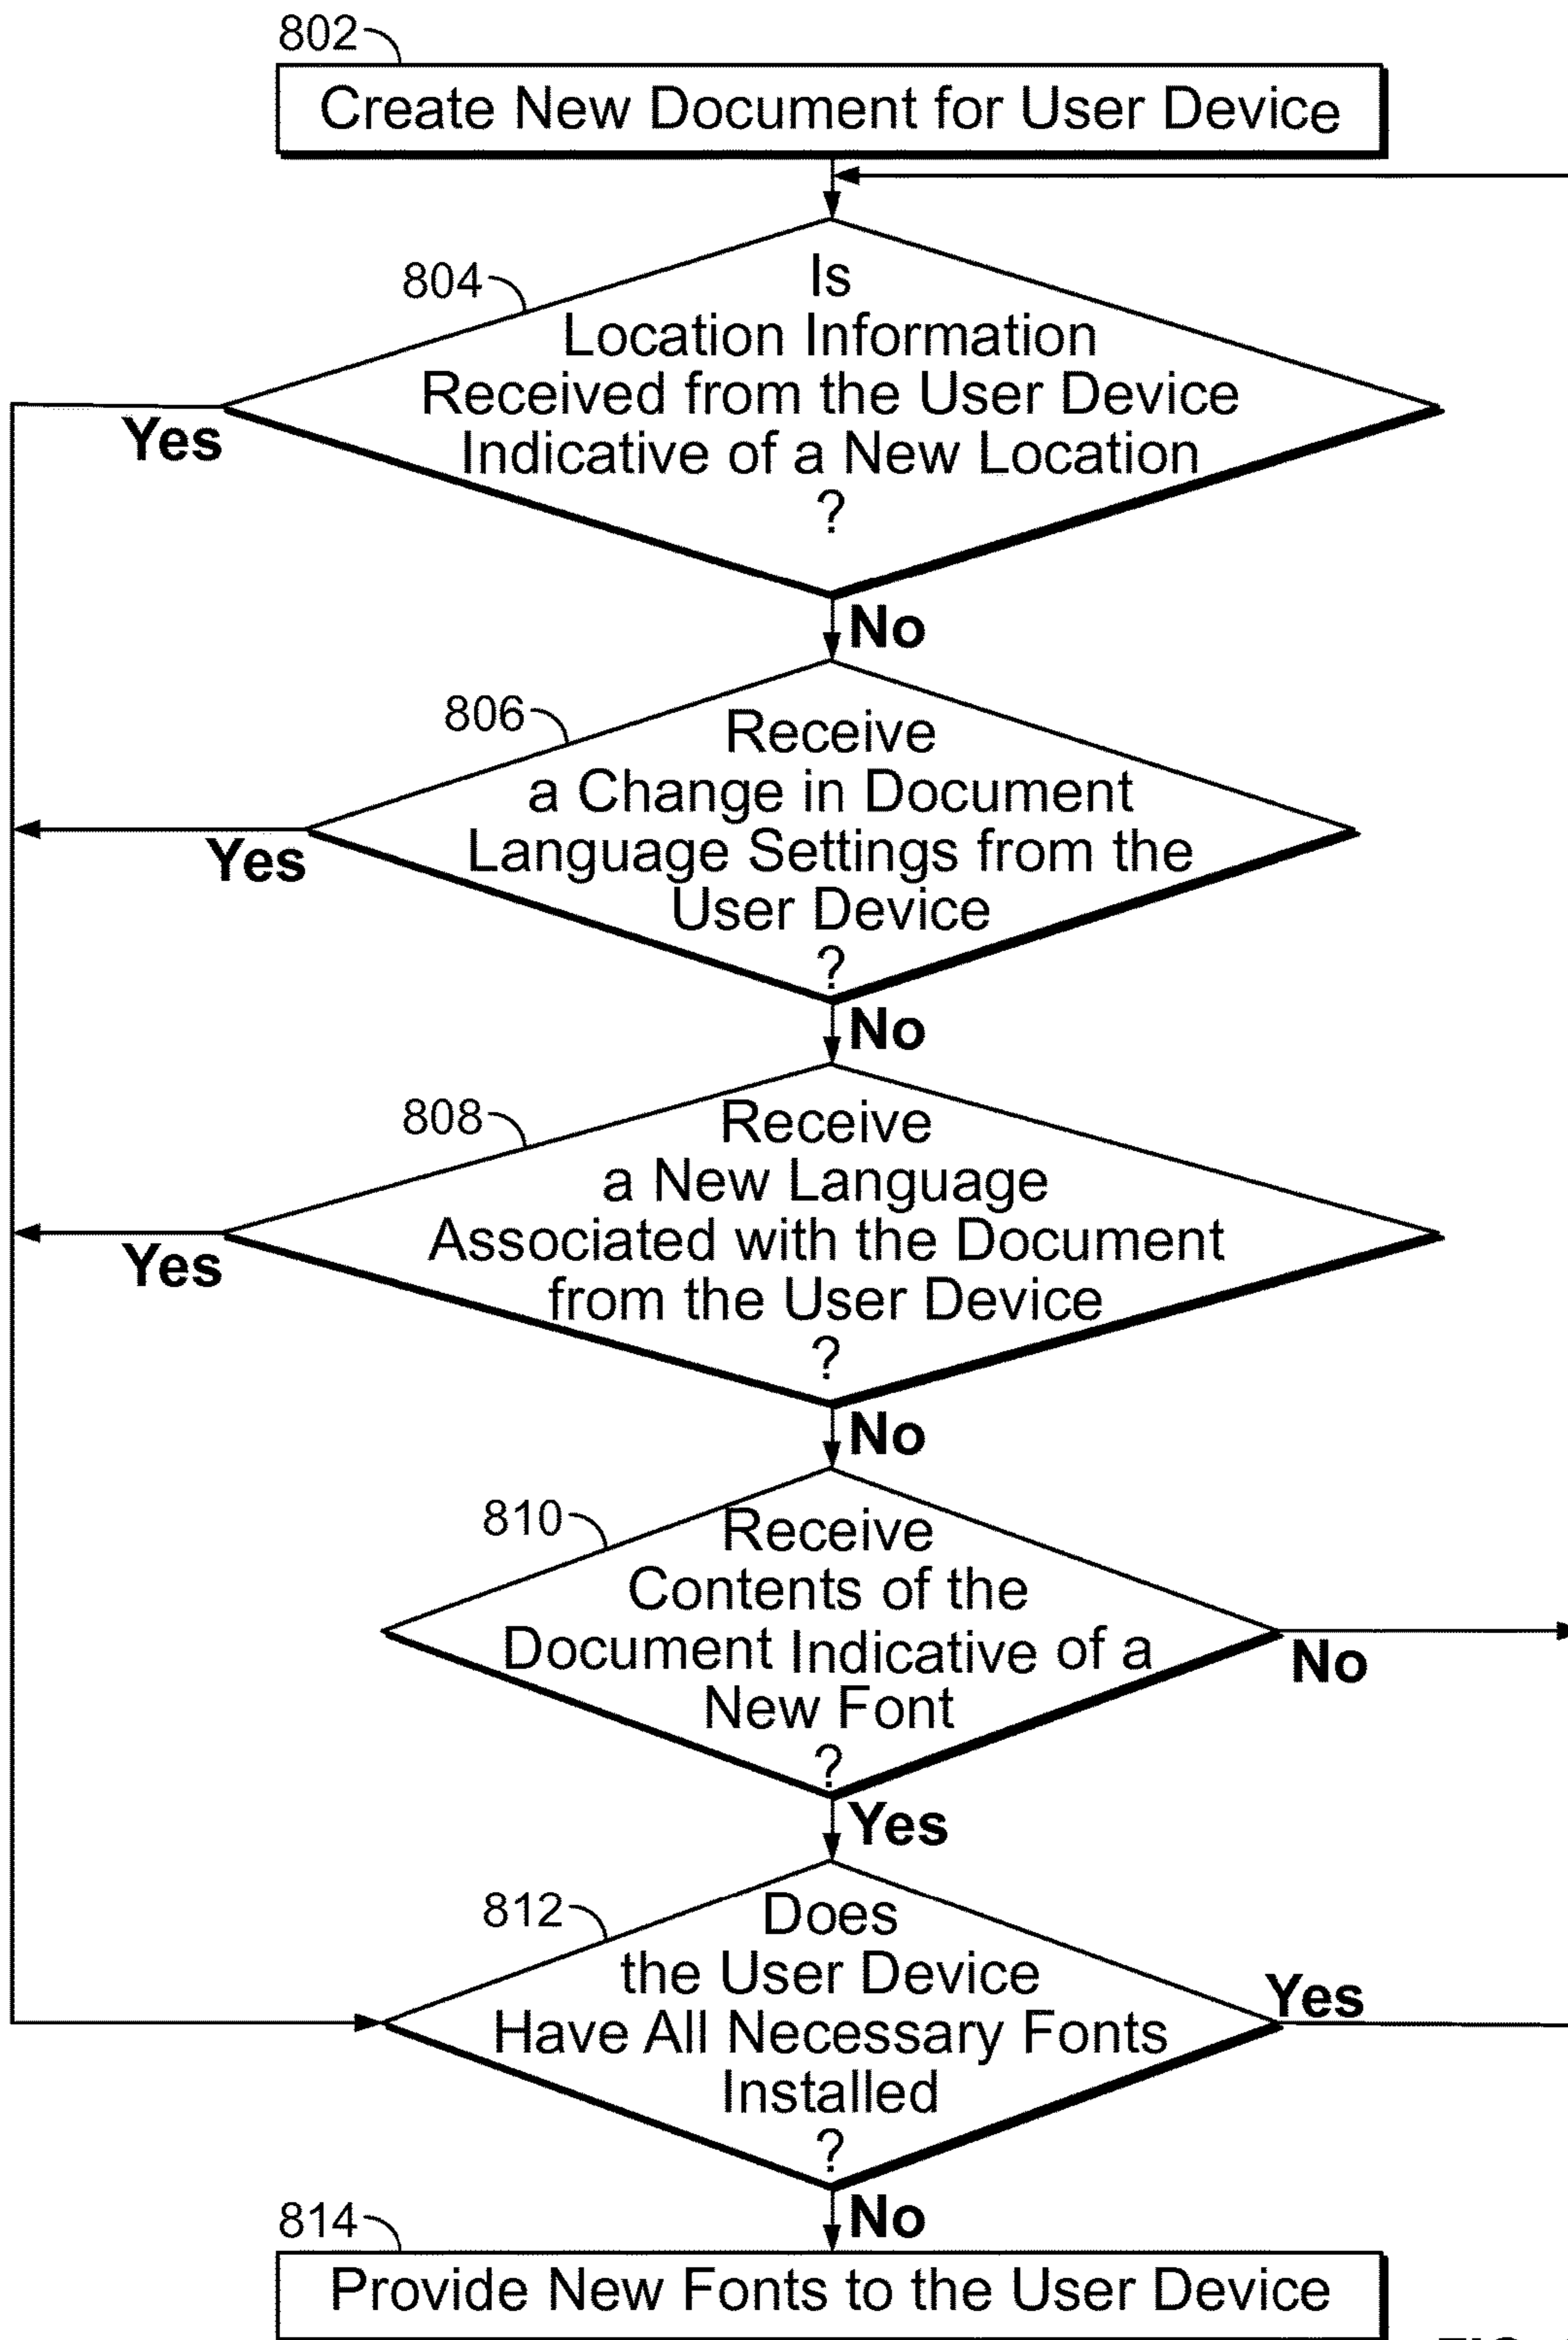 802
Create New Document for User Device
804
Is
Location Information
Received from the User Device
Indicative of a New Location
?
Yes
No
806
Receive
a Change in Document
Language Settings from the
User Device
?
Yes
No
808
Receive
a New Language
Associated with the Document
from the User Device
?
Yes
No
810
Receive
Contents of the
Document Indicative of a
New Font
?
No
Yes
812
Does
the User Device
Have All Necessary Fonts
Installed
?
Yes
No
814
Provide New Fonts to the User Device